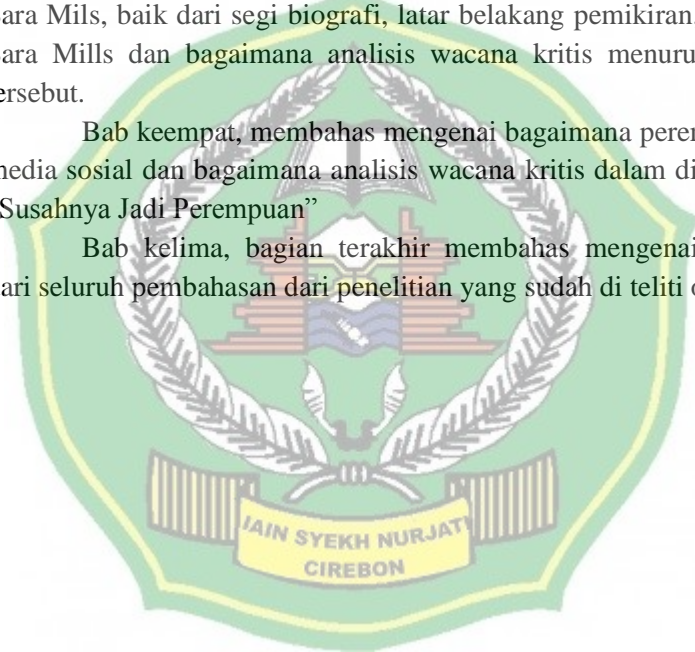 ara Mils, baik dari segi biografi, latar belakang pemikiran.
ara Mills dan bagaimana analisis wacana kritis menuru
ersebut.
Bab keempat, membahas mengenai bagaimana perem
nedia sosial dan bagaimana analisis wacana kritis dalam di
Susahnya Jadi Perempuan”
Bab kelima, bagian terakhir membahas mengenai
ari seluruh pembahasan dari penelitian yang sudah di teliti
IAIN SYEKH NURJATI
CIREBON